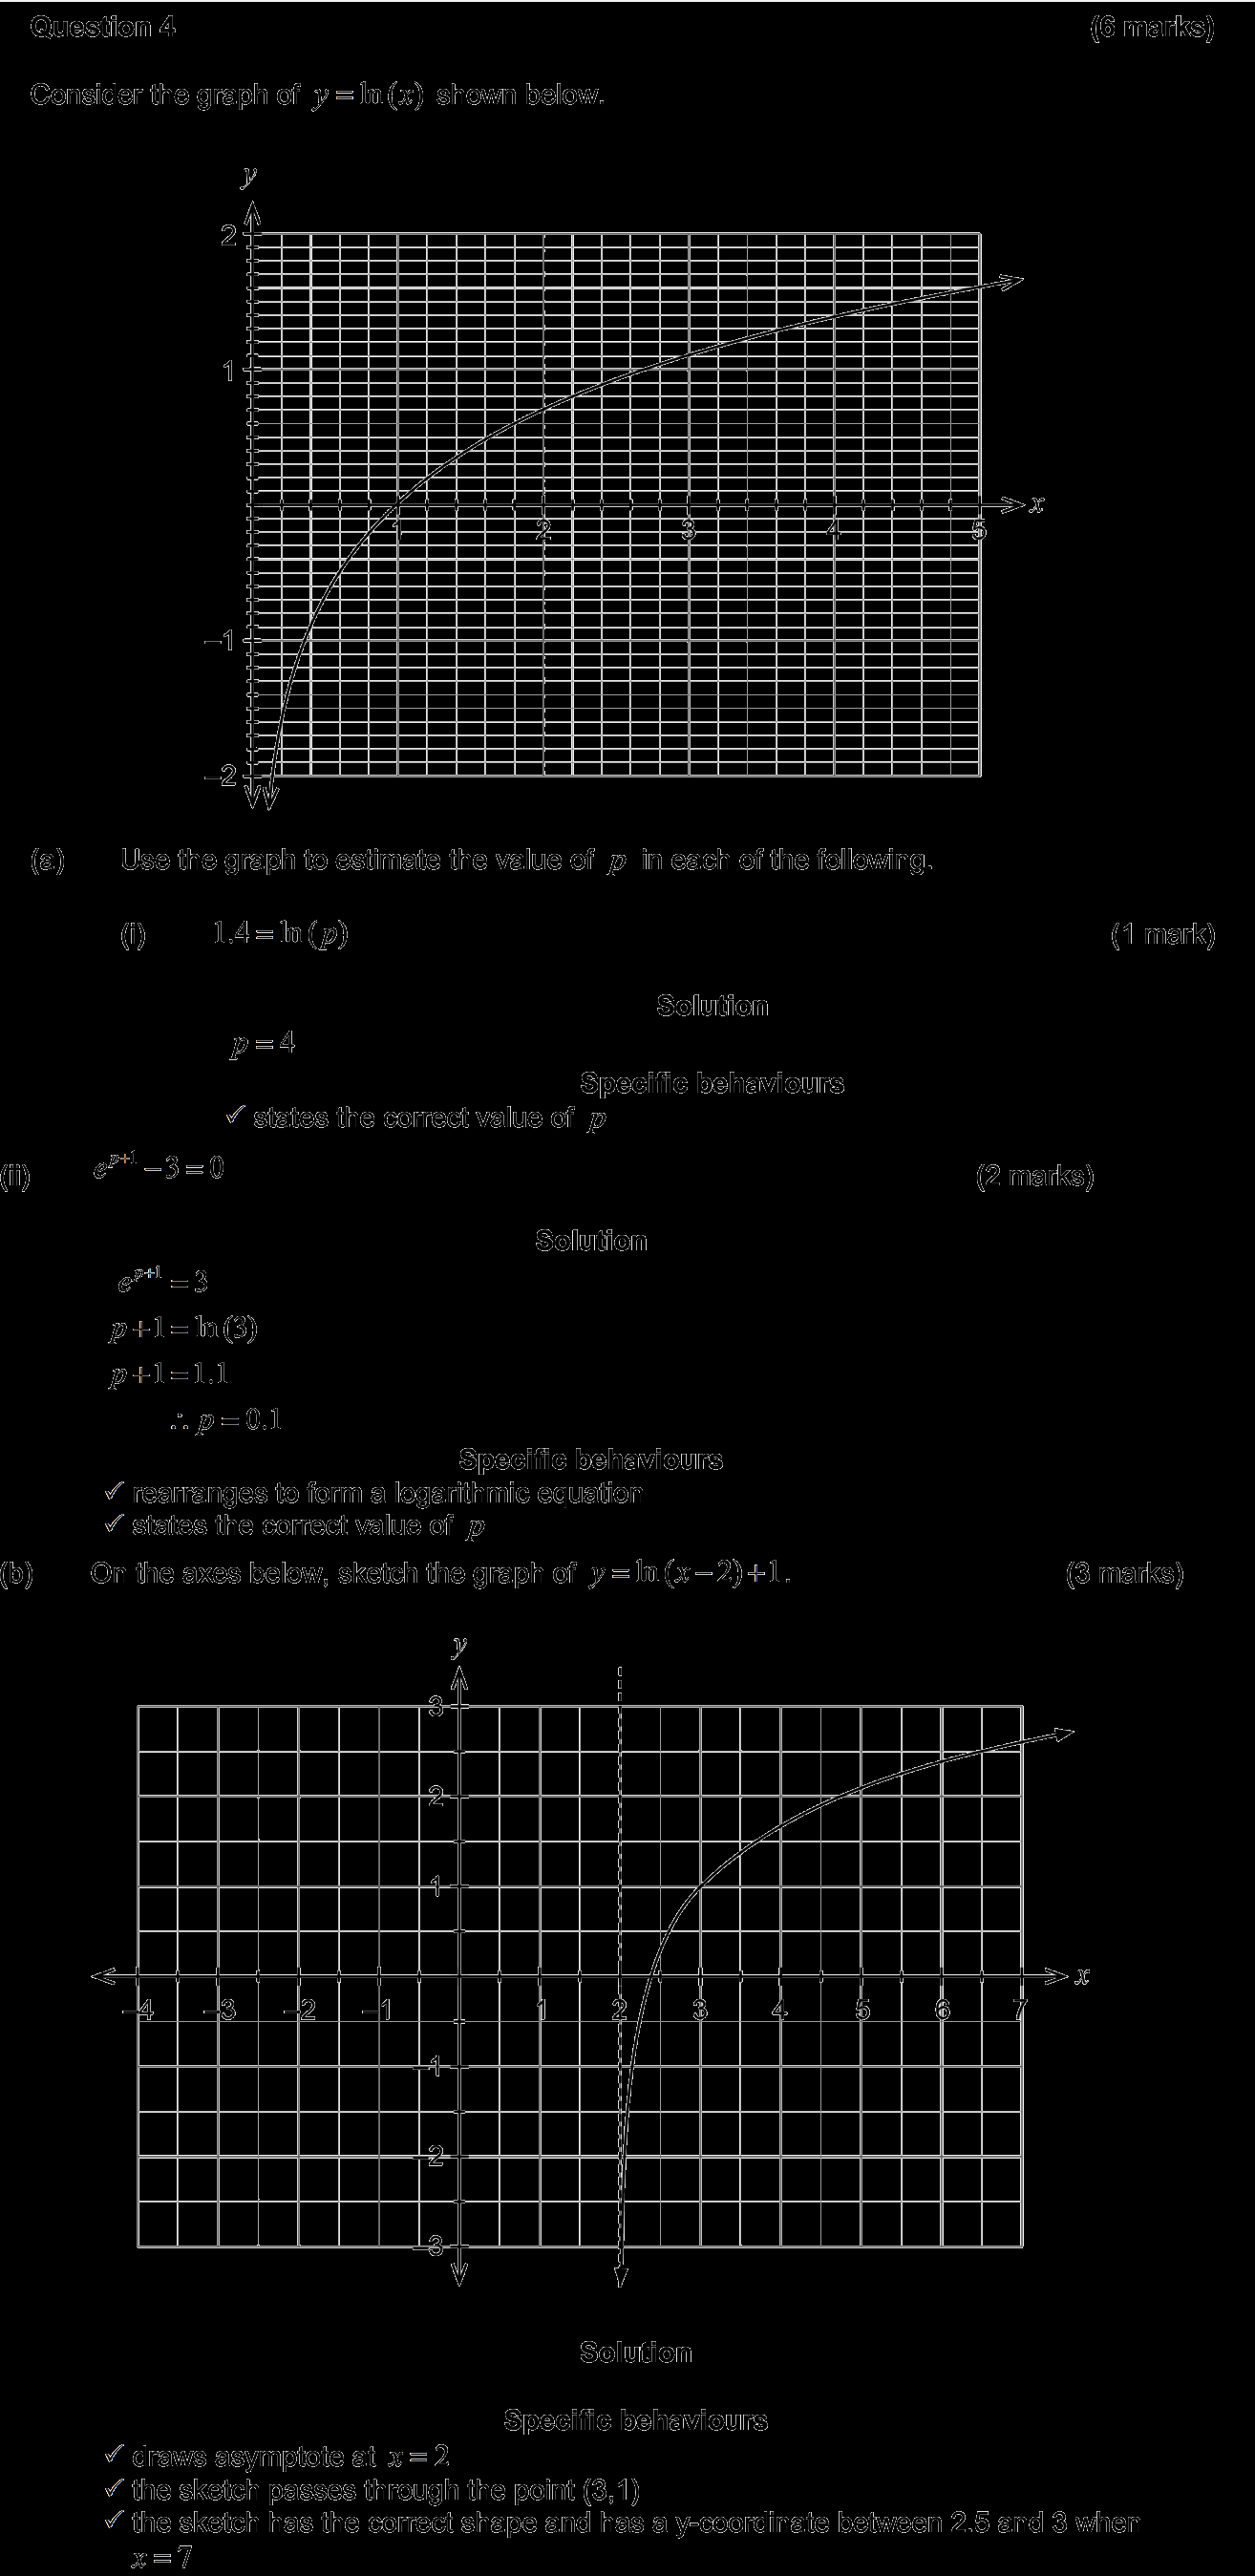 Question 4 (6 marks)
Consider the graph of y = ln(x) shown below.
y
2
1
x
1 2 3 4 5
–1
–2
(a) Use the graph to estimate the value of p in each of the following.
(i) 1.4 = ln(p) (1 mark)
Solution
p = 4
Specific behaviours
✓ states the correct value of p
(ii) e^{p+1} – 3 = 0 (2 marks)
Solution
e^{p+1} = 3
p + 1 = ln(3)
p + 1 = 1.1
∴ p = 0.1
Specific behaviours
✓ rearranges to form a logarithmic equation
✓ states the correct value of p
(b) On the axes below, sketch the graph of y = ln(x – 2) + 1. (3 marks)
y
3
2
1
x
–4 –3 –2 –1 1 2 3 4 5 6 7
–1
–2
–3
Solution
Specific behaviours
✓ draws asymptote at x = 2
✓ the sketch passes through the point (3,1)
✓ the sketch has the correct shape and has a y-coordinate between 2.5 and 3 when
x = 7